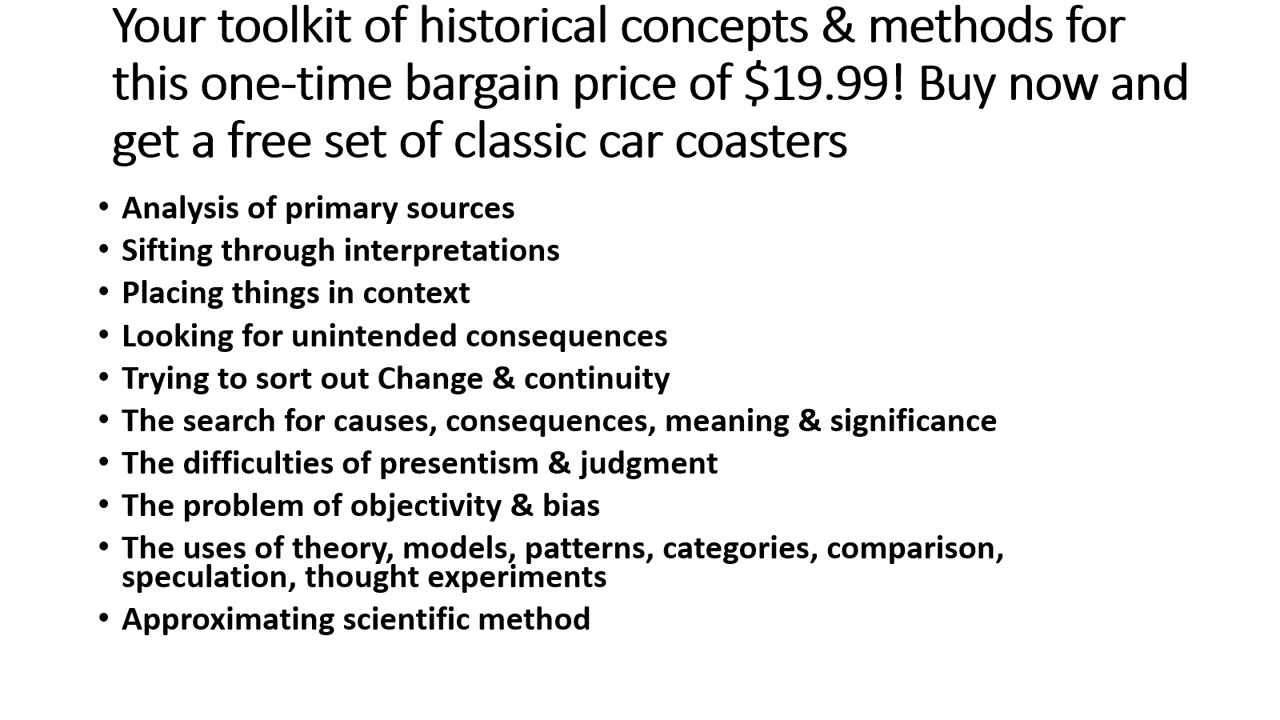 Your toolkit of historical concepts & methods for
this one-time bargain price of $19.99! Buy now and
get a free set of classic car coasters
• Analysis of primary sources
• Sifting through interpretations
• Placing things in context
• Looking for unintended consequences
• Trying to sort out Change & continuity
• The search for causes, consequences, meaning & significance
• The difficulties of presentism & judgment
• The problem of objectivity & bias
• The uses of theory, models, patterns, categories, comparison,
speculation, thought experiments
• Approximating scientific method